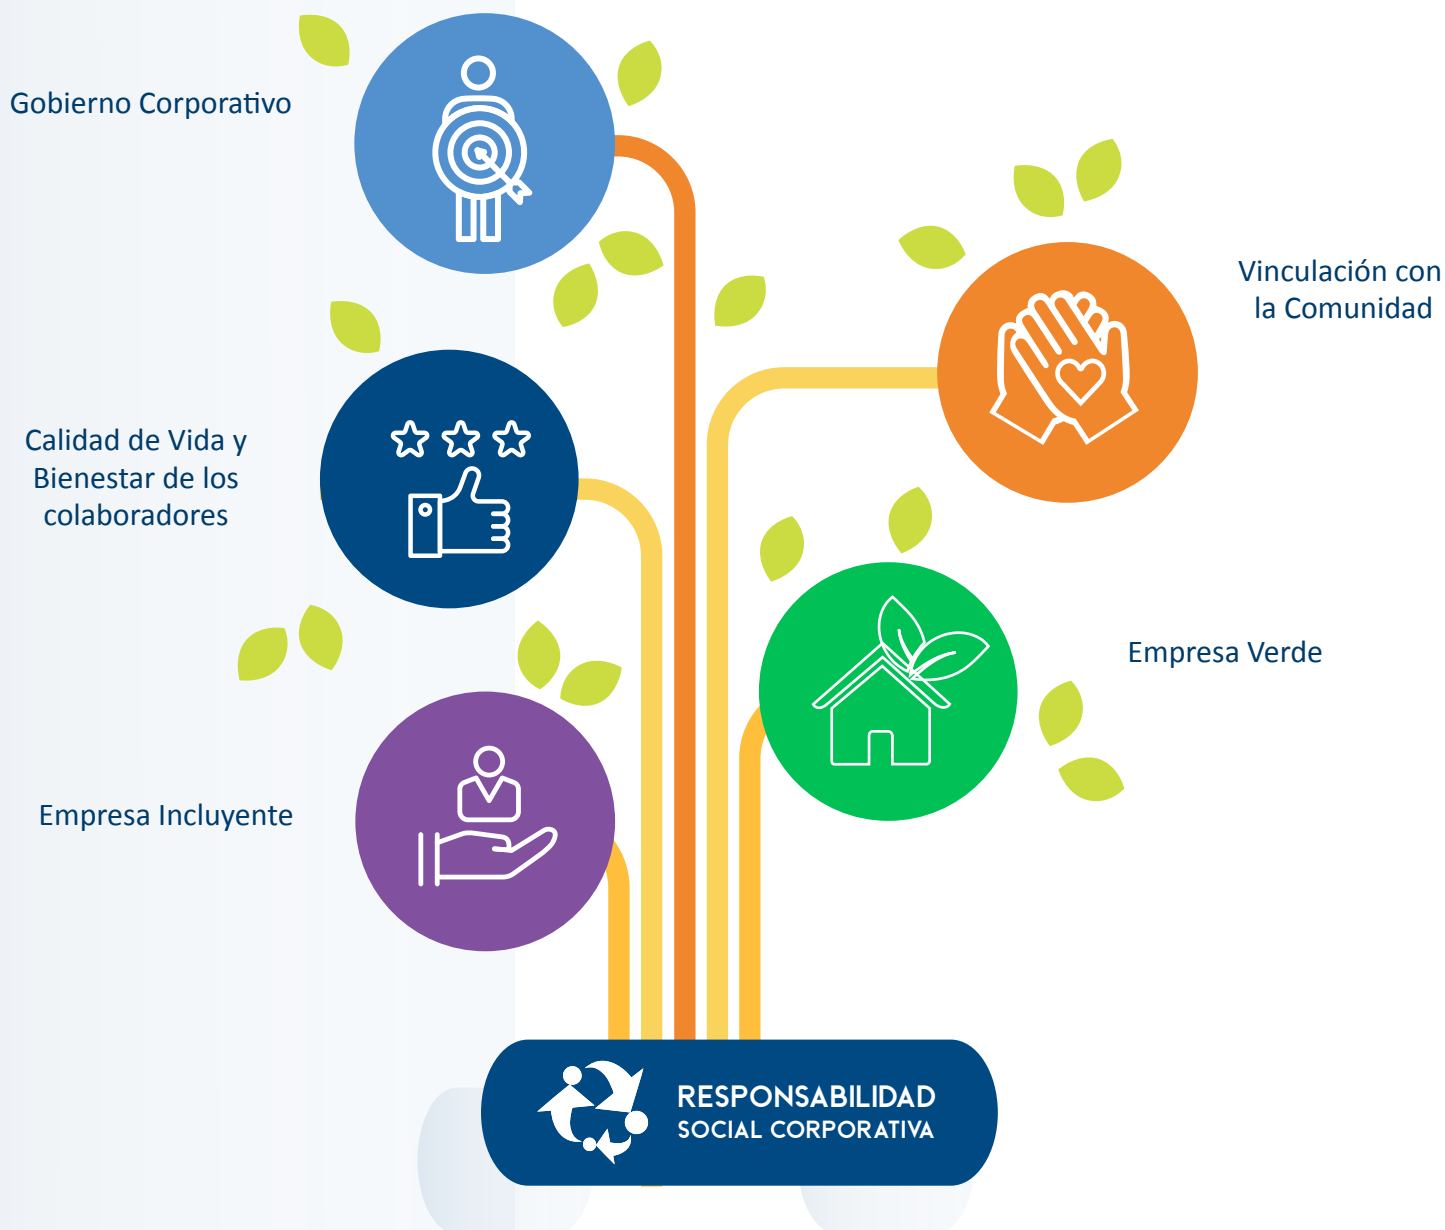 Gobierno Corporativo
Vinculación con
la Comunidad
Calidad de Vida y
Bienestar de los
colaboradores
Empresa Verde
Empresa Incluyente
RESPONSABILIDAD
SOCIAL CORPORATIVA